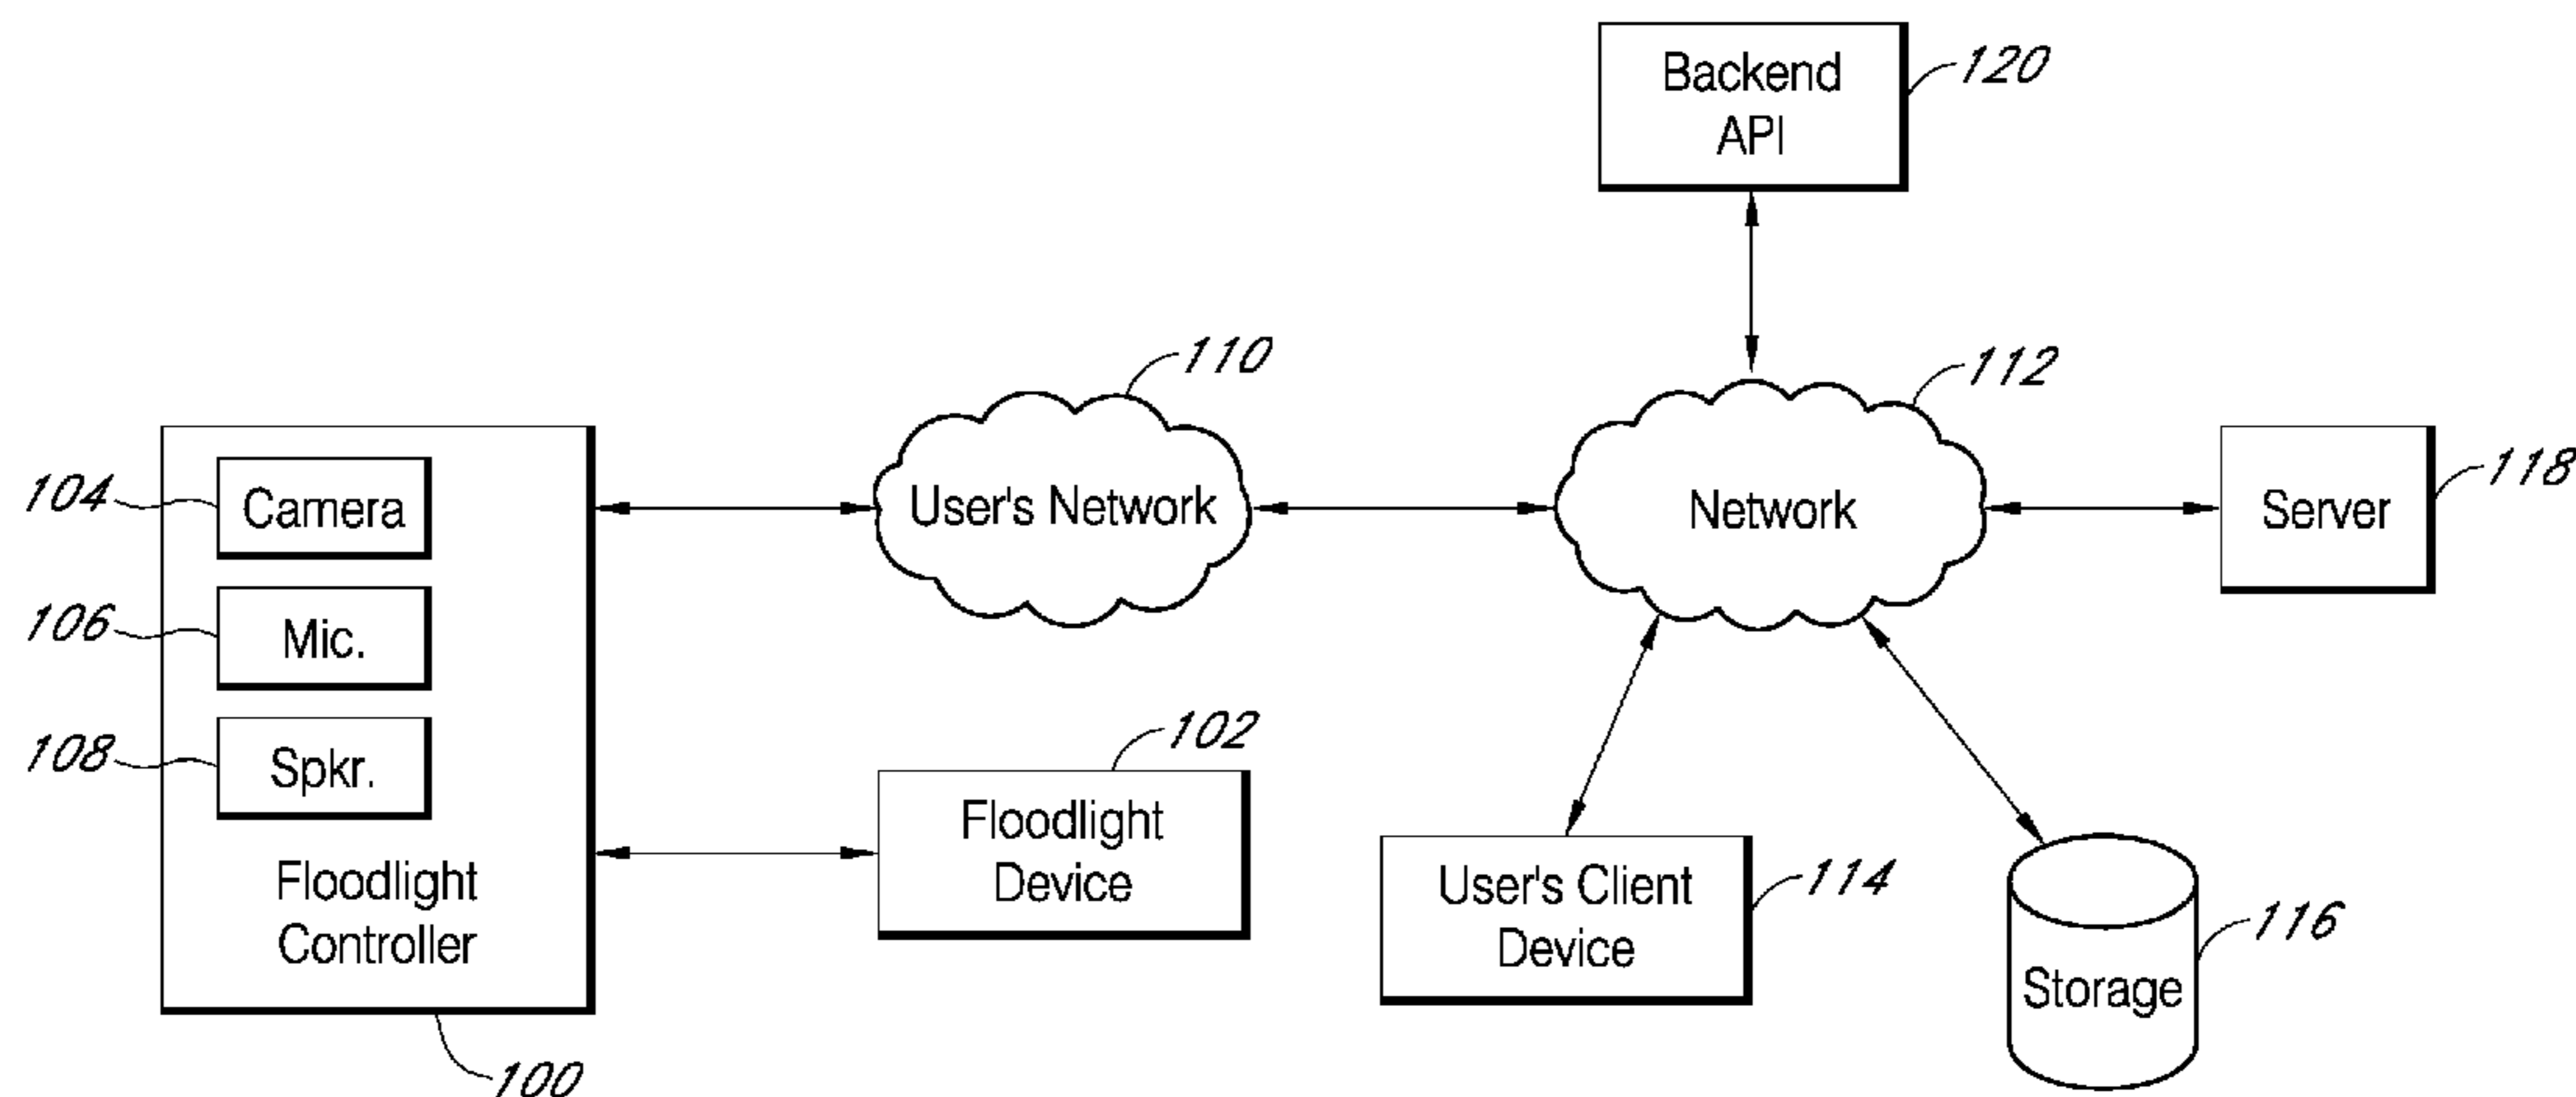 Backend
API
120
110
112
104
Camera
User's Network
Network
Server
118
106
Mic.
108
Spkr.
102
Floodlight
Device
Floodlight
Controller
User's Client
Device
114
Storage
116
100